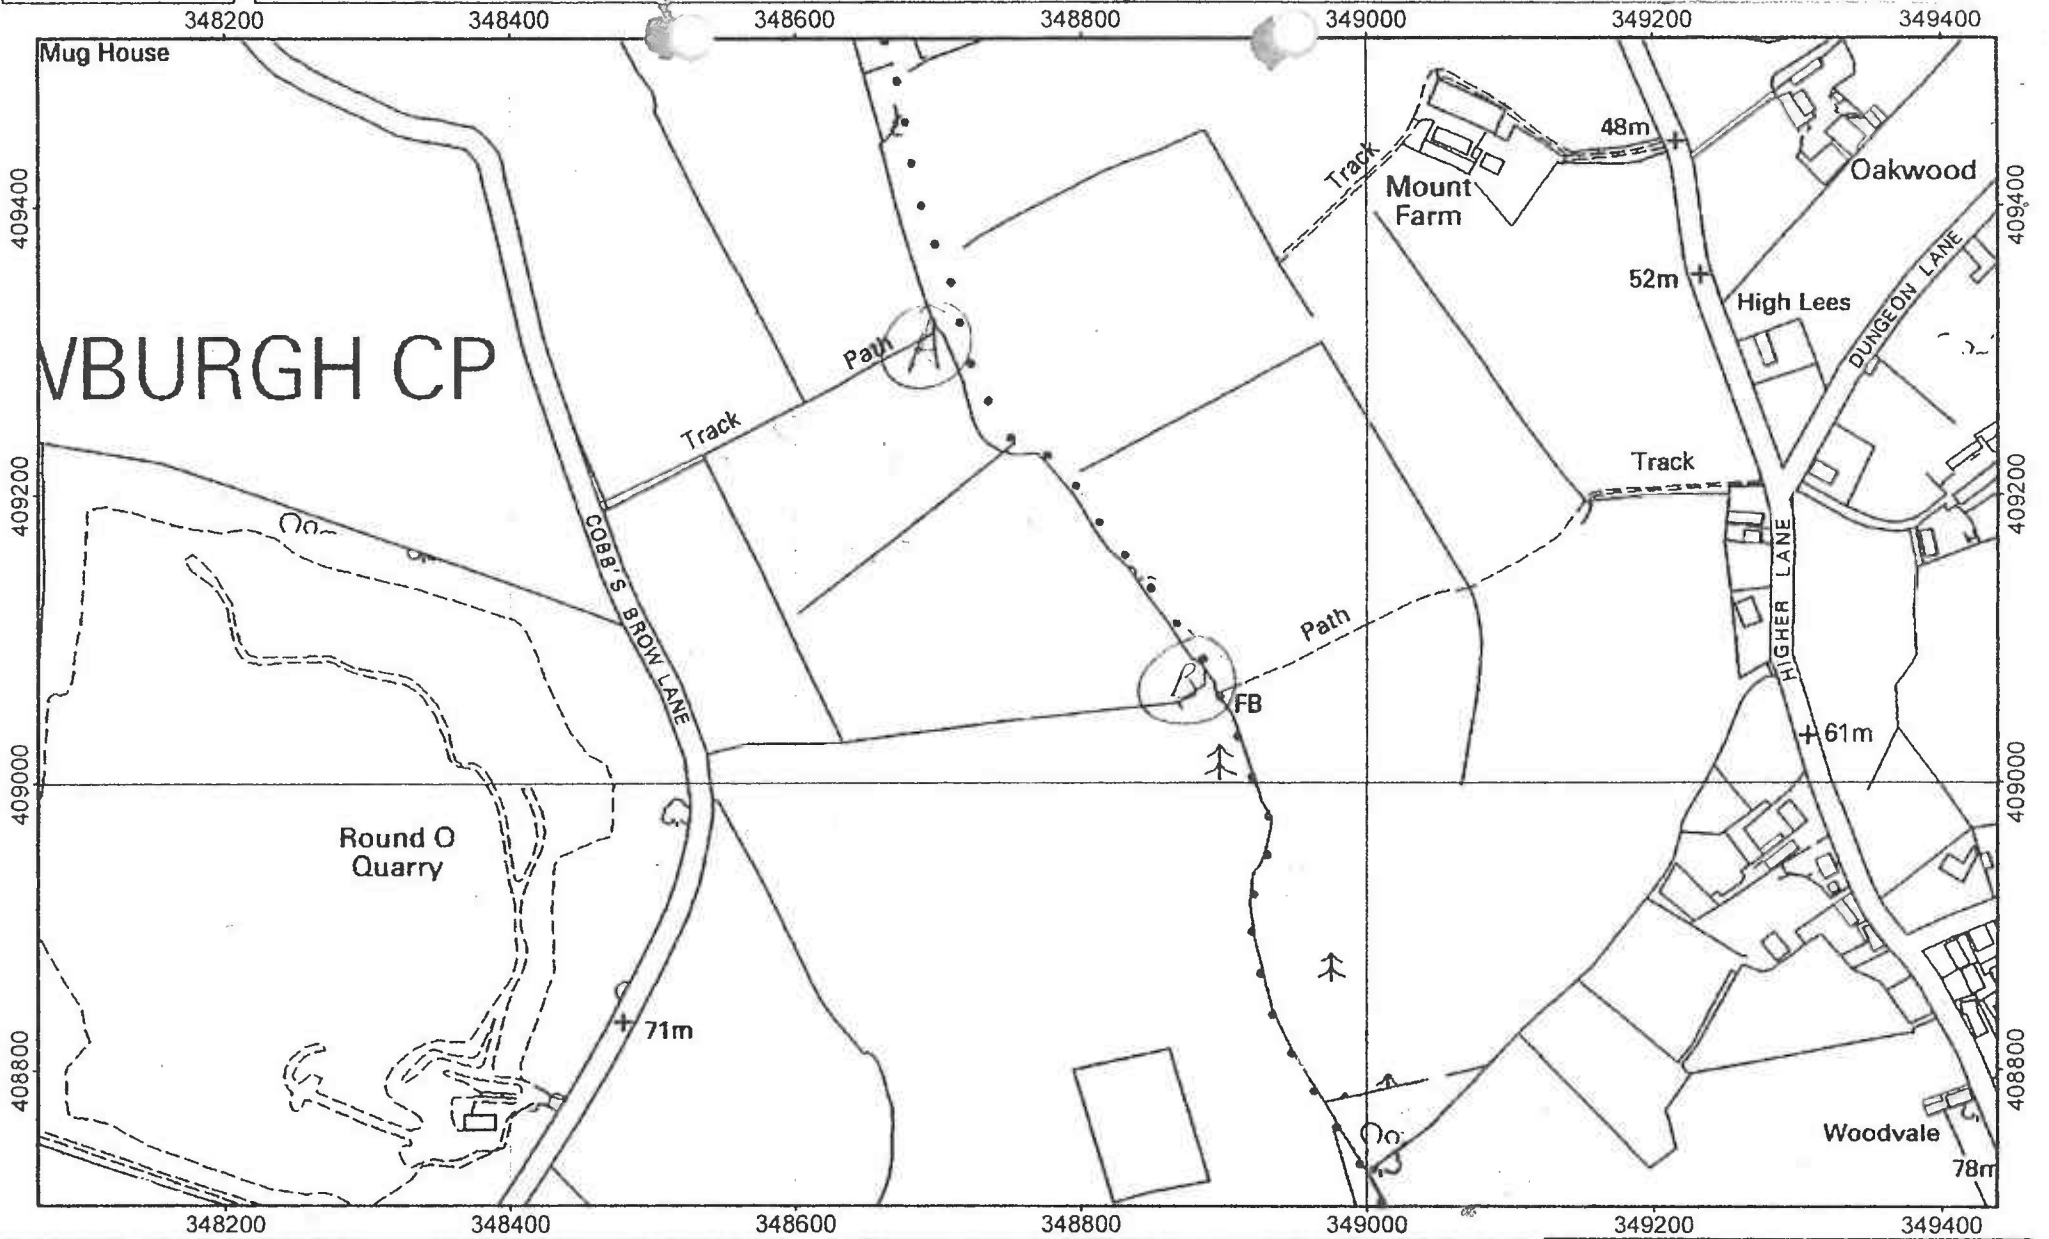 348200 348400 348600 348800 349000 349200 349400
Mug House
48m
Track
Oakwood
Mount
Farm
409400
409400
52m
High Lees
DUNGEON LANE
Path
A
VBURGH CP
Track
Track
409200
409200
COBB'S BROW LANE
HIGHER LANE
Path
FB
61m
409000
409000
Round O
Quarry
71m
408800
408800
Woodvale
78m
348200 348400 348600 348800 349000 349200 349400